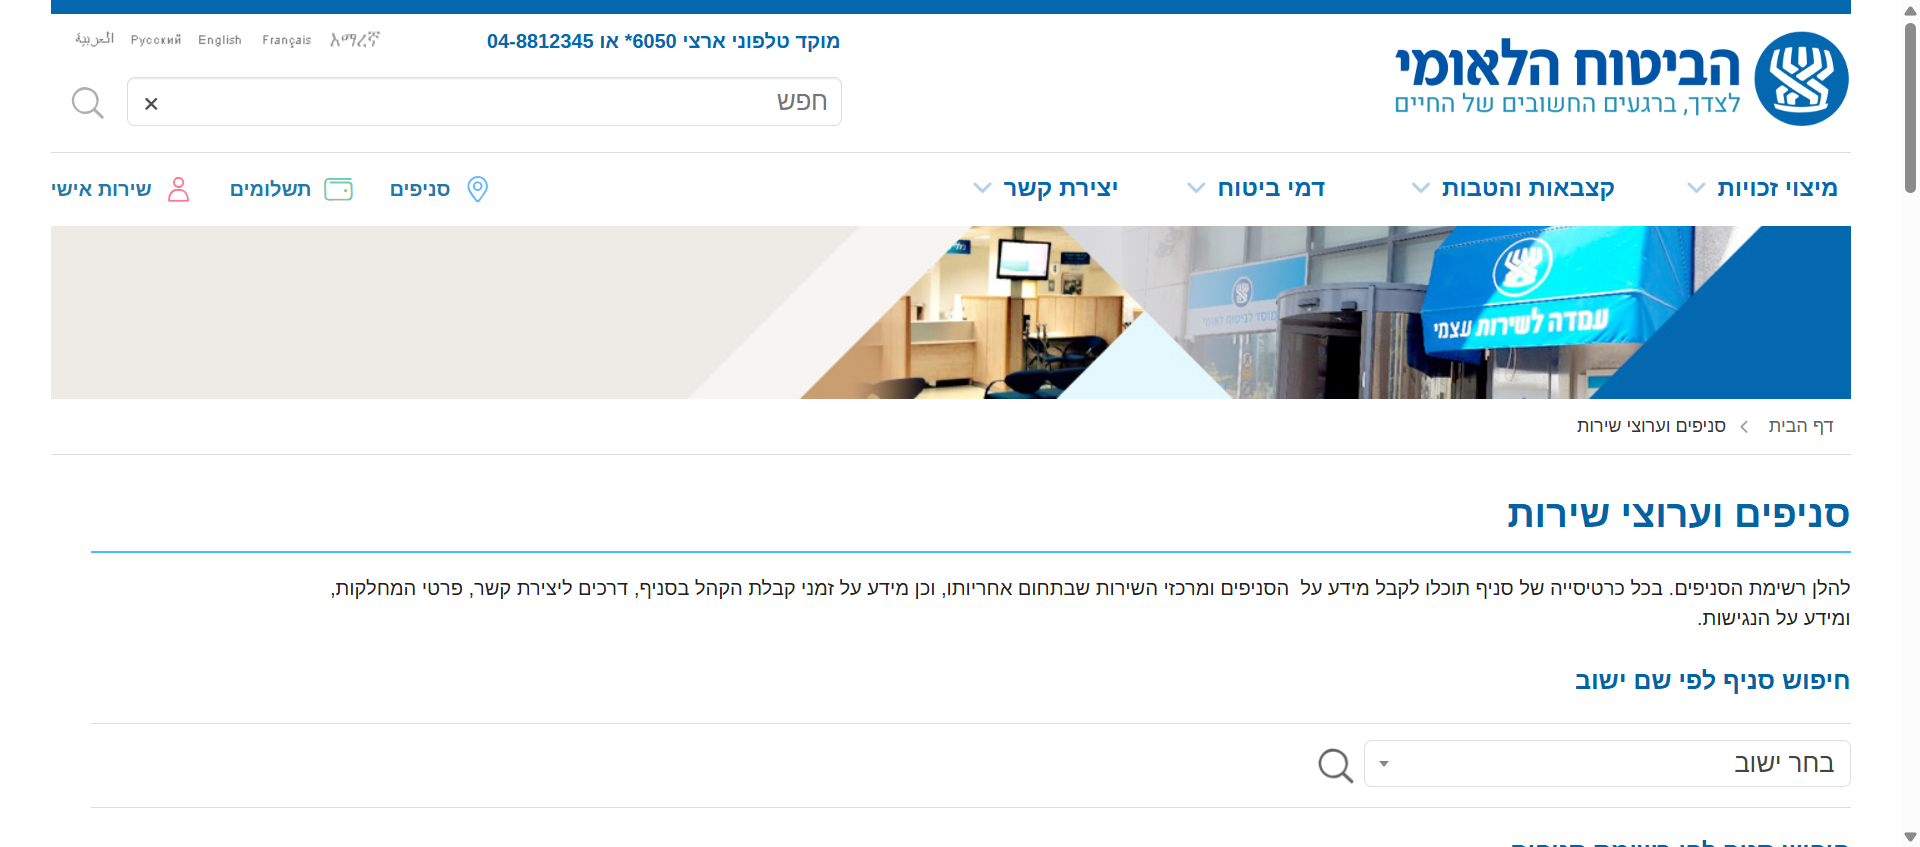 العربية Русский English Français አማረኛ
מוקד טלפוני ארצי 6050* או 04-8812345
הביטוח הלאומי
לצדך, ברגעים החשובים של החיים
חפש
מיצוי זכויות
קצבאות והטבות
דמי ביטוח
יצירת קשר
סניפים
תשלומים
שירות אישי
מוסד לביטוח לאומי
עמדה לשירות עצמי
דף הבית
סניפים וערוצי שירות
סניפים וערוצי שירות
להלן רשימת הסניפים. בכל כרטיסייה של סניף תוכלו לקבל מידע על הסניפים ומרכזי השירות שבתחום אחריותו, וכן מידע על זמני קבלת הקהל בסניף, דרכים ליצירת קשר, פרטי המחלקות,
ומידע על הנגישות.
חיפוש סניף לפי שם ישוב
בחר ישוב